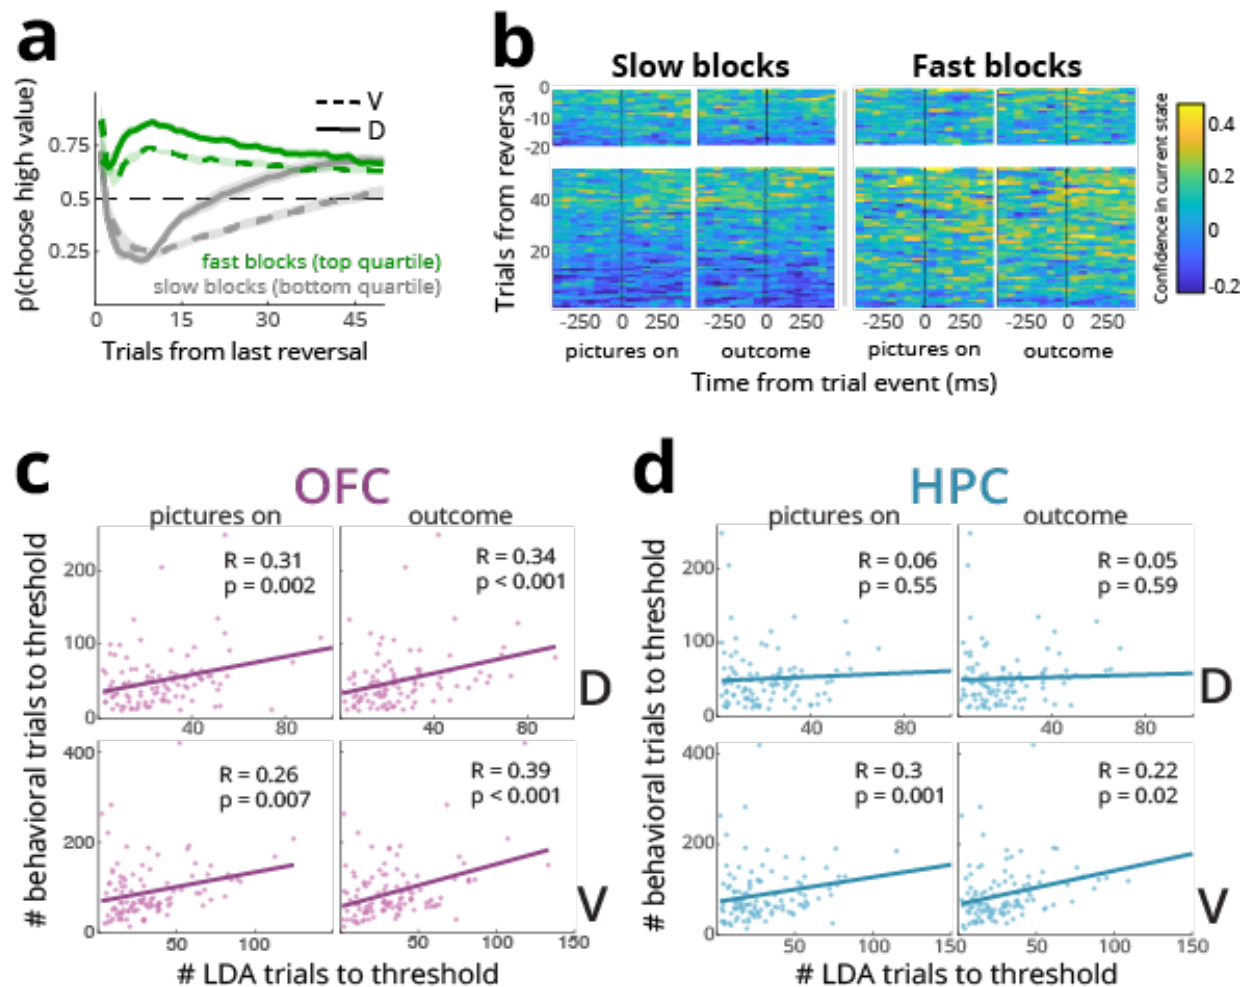 a
p(choose high value)
0.75
0.5
0.25
V
D
fast blocks (top quartile)
slow blocks (bottom quartile)
0 15 30 45
Trials from last reversal
b
Slow blocks Fast blocks
Trials from reversal
0
-10
-20
40
20
-250 0 250 -250 0 250 -250 0 250 -250 0 250
pictures on outcome pictures on outcome
Time from trial event (ms)
Confidence in current state
0.4
0.2
0
-0.2
c
OFC
pictures on outcome
# behavioral trials to threshold
200
100
0
R = 0.31
p = 0.002
R = 0.34
p < 0.001
40 80 40 80
D
400
200
0
R = 0.26
p = 0.007
R = 0.39
p < 0.001
50 100 50 100 150
V
# LDA trials to threshold
d
HPC
pictures on outcome
# behavioral trials to threshold
200
100
0
R = 0.06
p = 0.55
R = 0.05
p = 0.59
40 80 40 80
D
400
200
0
R = 0.3
p = 0.001
R = 0.22
p = 0.02
50 100 150 50 100 150
V
# LDA trials to threshold